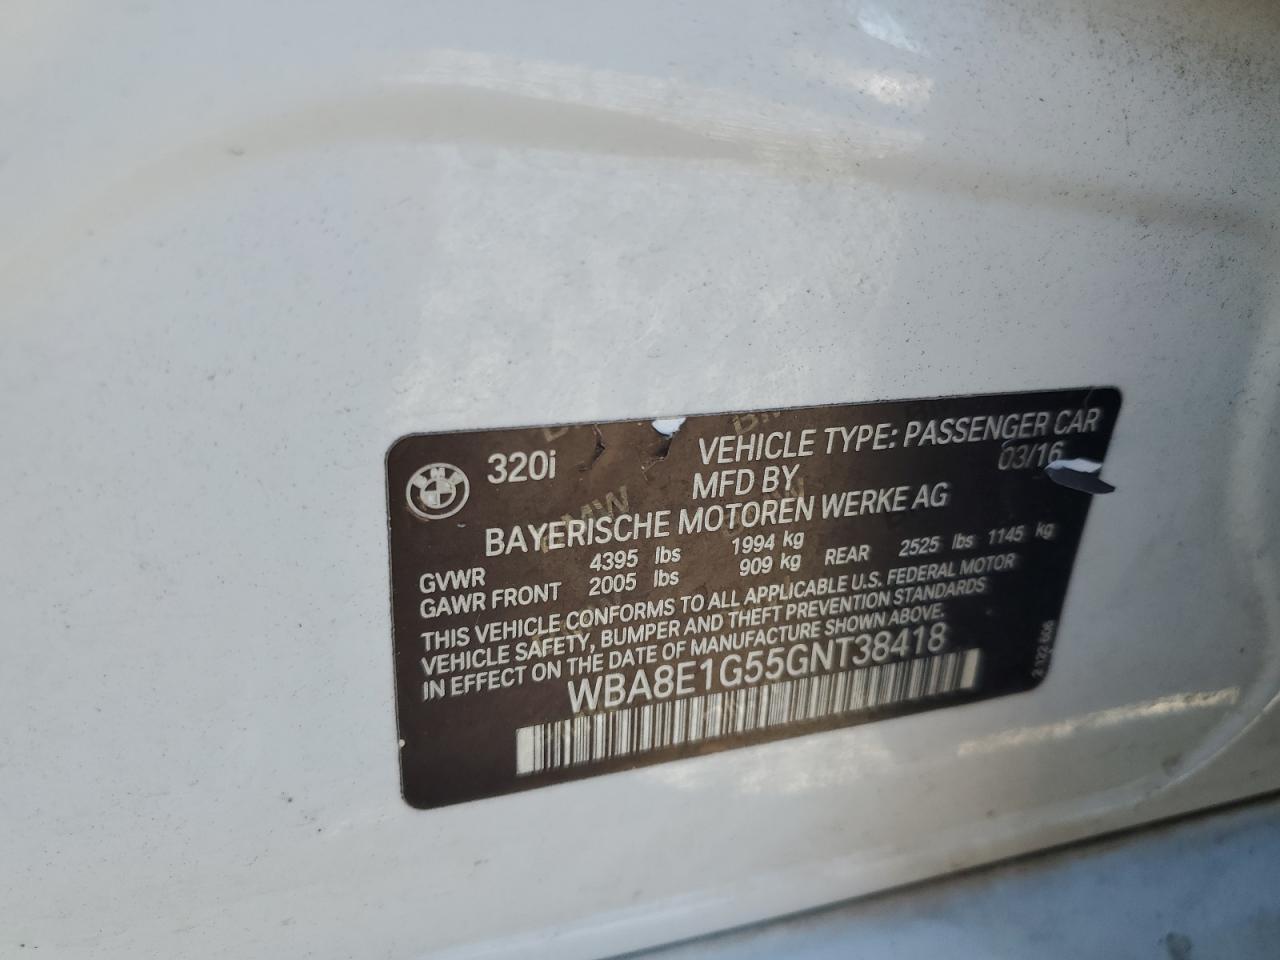 320i
VEHICLE TYPE: PASSENGER CAR
MFD BY
03/16
BAYERISCHE MOTOREN WERKE AG
GVWR 4395 lbs 1994 kg
GAWR FRONT 2005 lbs 909 kg REAR 2525 lbs 1145 kg
THIS VEHICLE CONFORMS TO ALL APPLICABLE U.S. FEDERAL MOTOR
VEHICLE SAFETY, BUMPER AND THEFT PREVENTION STANDARDS
IN EFFECT ON THE DATE OF MANUFACTURE SHOWN ABOVE.
WBA8E1G55GNT38418